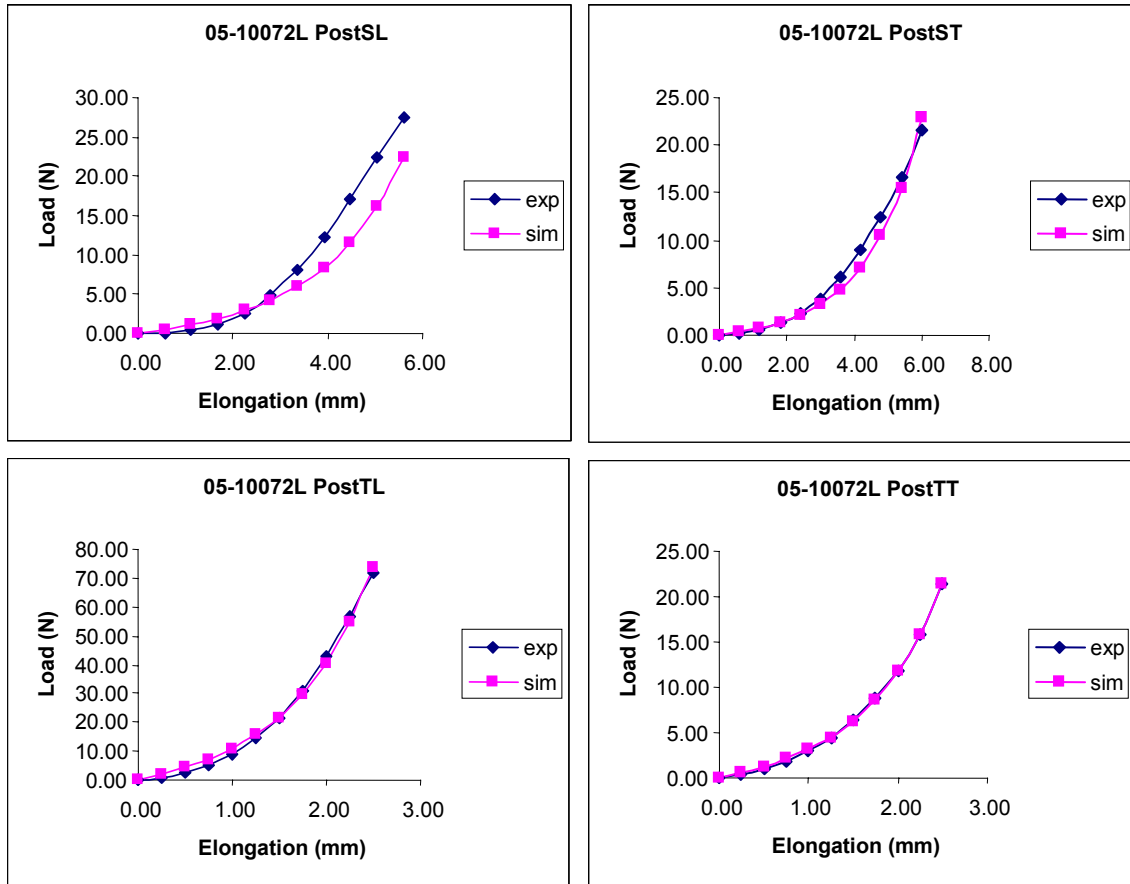 05-10072L PostSL
30.00
25.00
20.00
15.00
10.00
5.00
0.00
0.00 2.00 4.00 6.00
Elongation (mm)
Load (N)
exp
sim
05-10072L PostST
25.00
20.00
15.00
10.00
5.00
0.00
0.00 2.00 4.00 6.00 8.00
Elongation (mm)
Load (N)
exp
sim
05-10072L PostTL
80.00
70.00
60.00
50.00
40.00
30.00
20.00
10.00
0.00
0.00 1.00 2.00 3.00
Elongation (mm)
Load (N)
exp
sim
05-10072L PostTT
25.00
20.00
15.00
10.00
5.00
0.00
0.00 1.00 2.00 3.00
Elongation (mm)
Load (N)
exp
sim